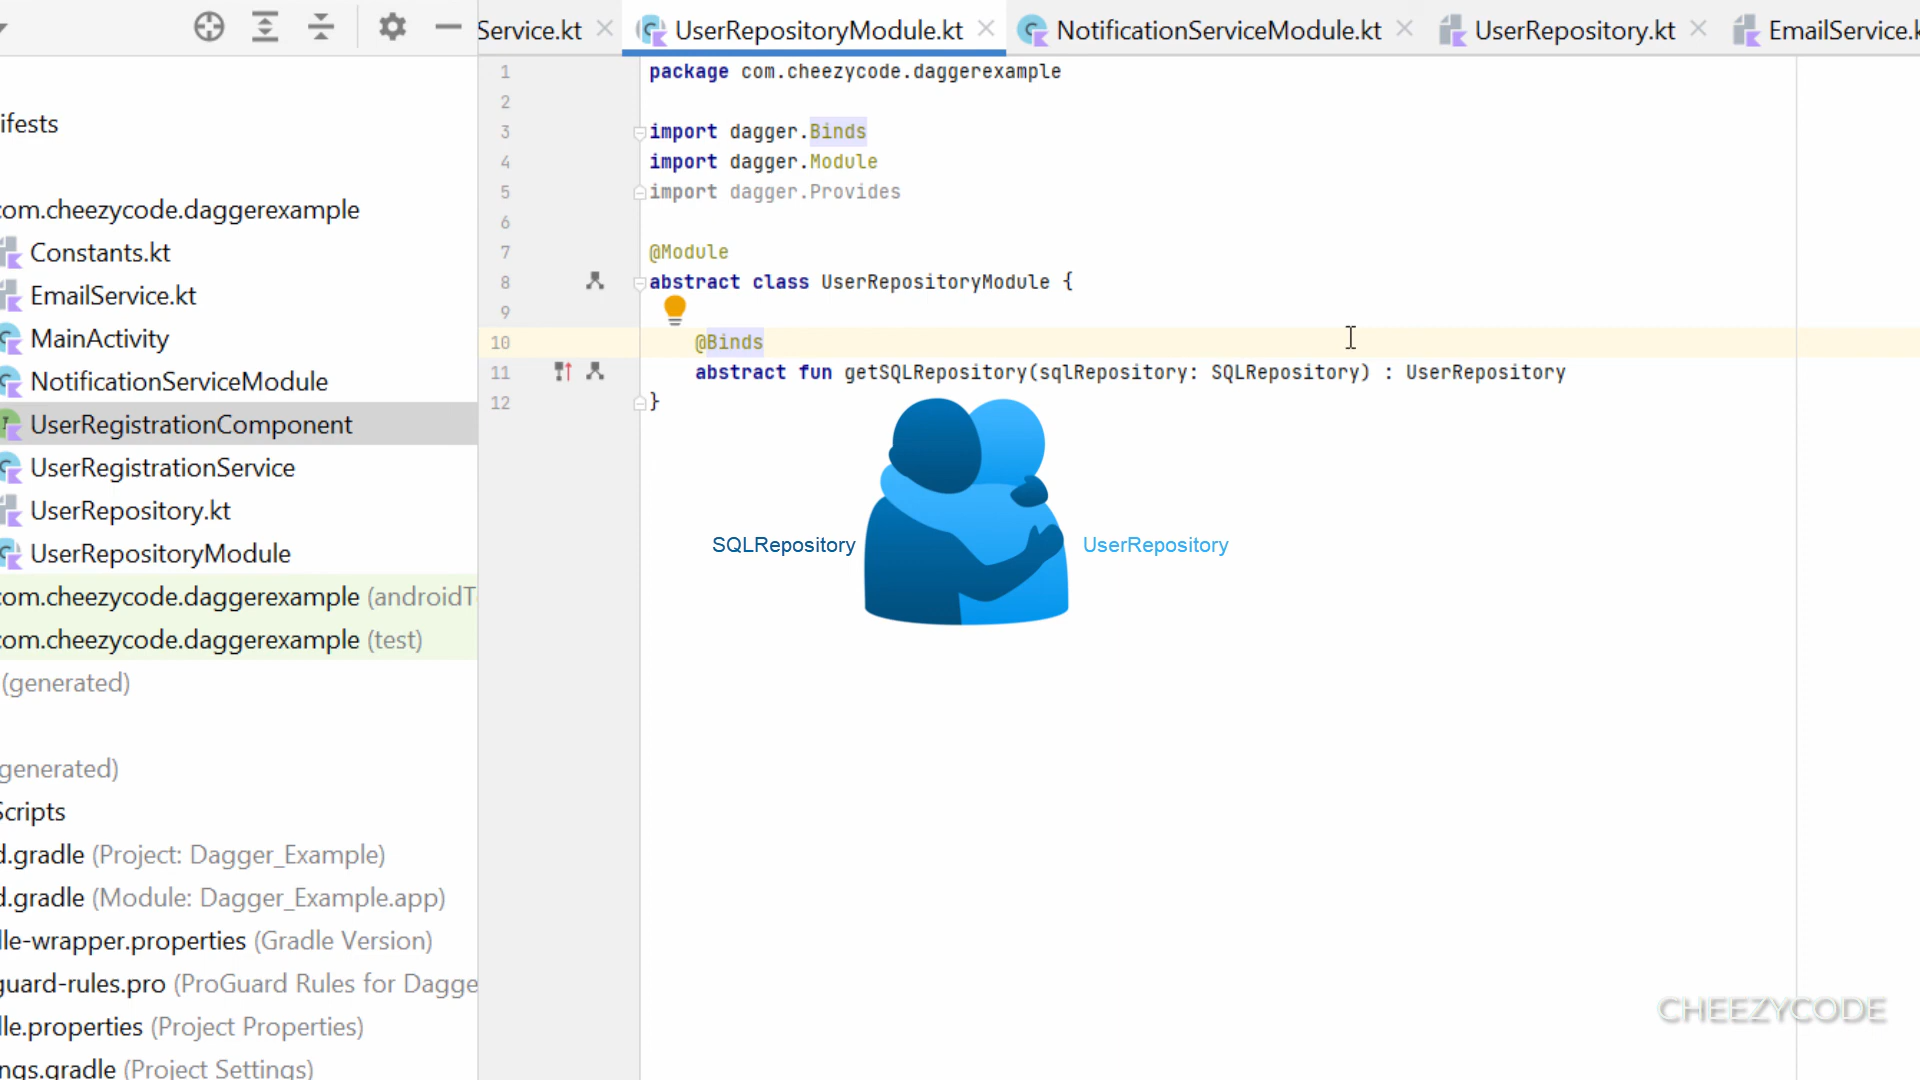 Service.kt
UserRepositoryModule.kt
NotificationServiceModule.kt
UserRepository.kt
EmailService.k
ifests
com.cheezycode.daggerexample
Constants.kt
EmailService.kt
MainActivity
NotificationServiceModule
UserRegistrationComponent
UserRegistrationService
UserRepository.kt
UserRepositoryModule
com.cheezycode.daggerexample (androidTe
com.cheezycode.daggerexample (test)
(generated)
generated)
Scripts
d.gradle (Project: Dagger_Example)
d.gradle (Module: Dagger_Example.app)
lle-wrapper.properties (Gradle Version)
guard-rules.pro (ProGuard Rules for Dagge
lle.properties (Project Properties)
ngs.gradle (Project Settings)
1 package com.cheezycode.daggerexample
2
3 import dagger.Binds
4 import dagger.Module
5 import dagger.Provides
6
7 @Module
8 abstract class UserRepositoryModule {
9
10 @Binds
11 abstract fun getSQLRepository(sqlRepository: SQLRepository) : UserRepository
12 }
SQLRepository
UserRepository
CHEEZYCODE